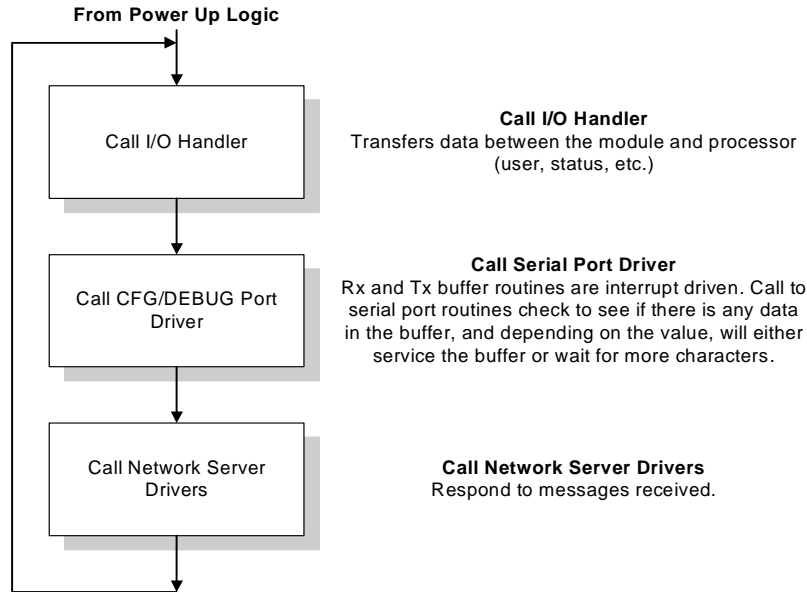 From Power Up Logic
Call I/O Handler
Call I/O Handler
Transfers data between the module and processor
(user, status, etc.)
Call CFG/DEBUG Port
Driver
Call Serial Port Driver
Rx and Tx buffer routines are interrupt driven. Call to
serial port routines check to see if there is any data
in the buffer, and depending on the value, will either
service the buffer or wait for more characters.
Call Network Server
Drivers
Call Network Server Drivers
Respond to messages received.